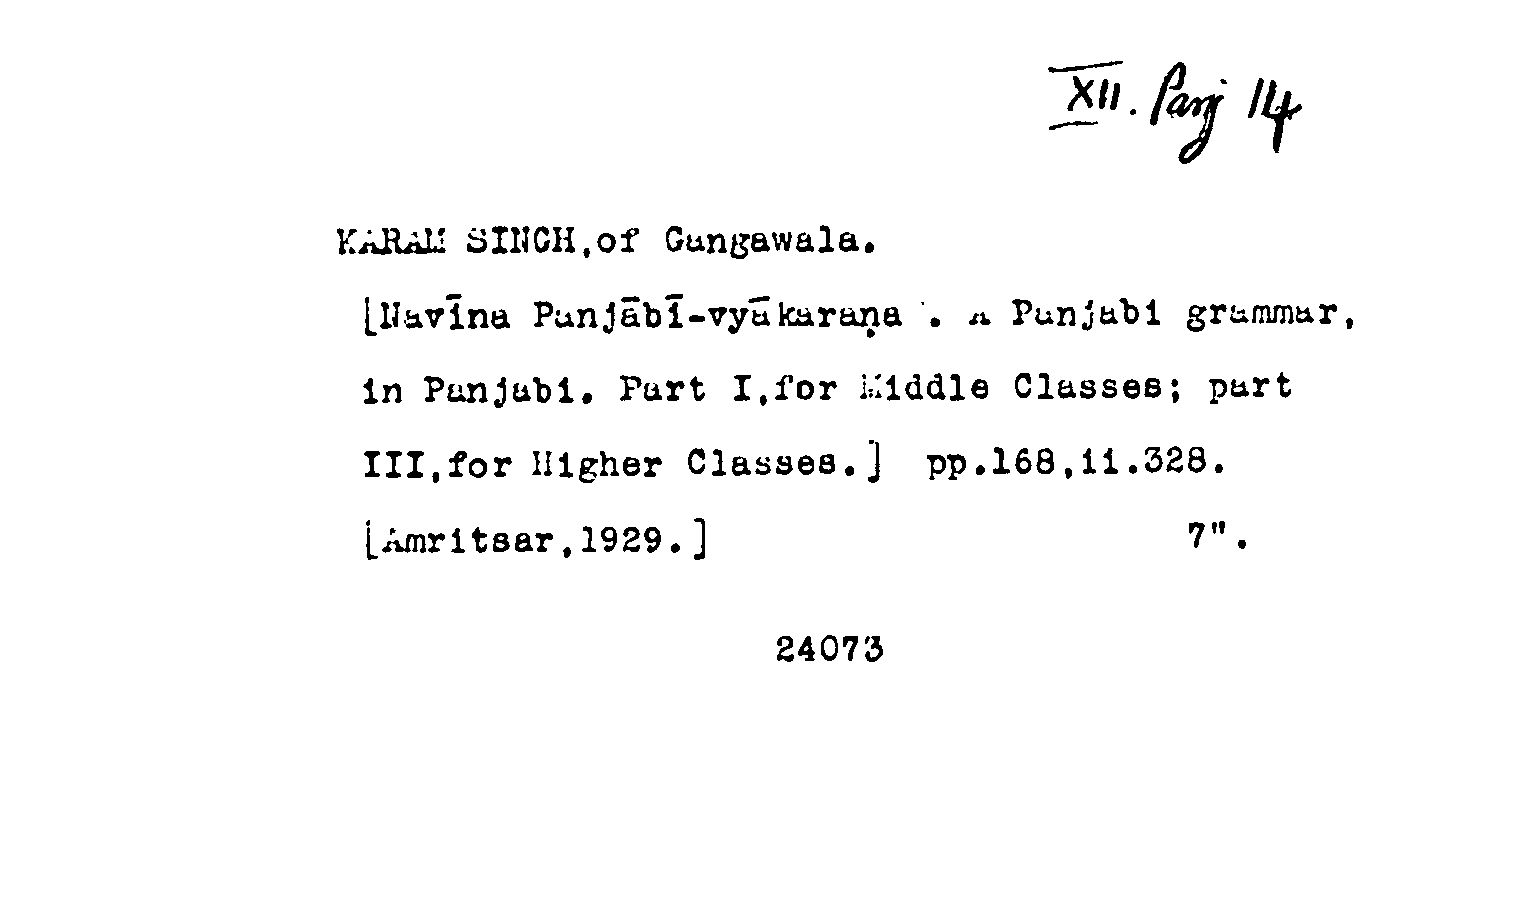 XII. Panj 14
KARAM SINGH,of Gangawala.
[Navīna Panjābī-vyākaraṇa . A Panjabi grammar,
in Panjabi. Part I,for Middle Classes; part
III,for Higher Classes.] pp.168,ii.328.
[Amritsar,1929.] 7".
24073